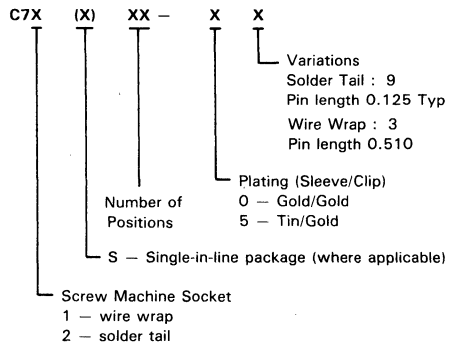 C7X (X) XX – X X
Variations
Solder Tail : 9
Pin length 0.125 Typ
Wire Wrap : 3
Pin length 0.510
Plating (Sleeve/Clip)
0 – Gold/Gold
5 – Tin/Gold
Number of
Positions
S – Single-in-line package (where applicable)
Screw Machine Socket
1 – wire wrap
2 – solder tail